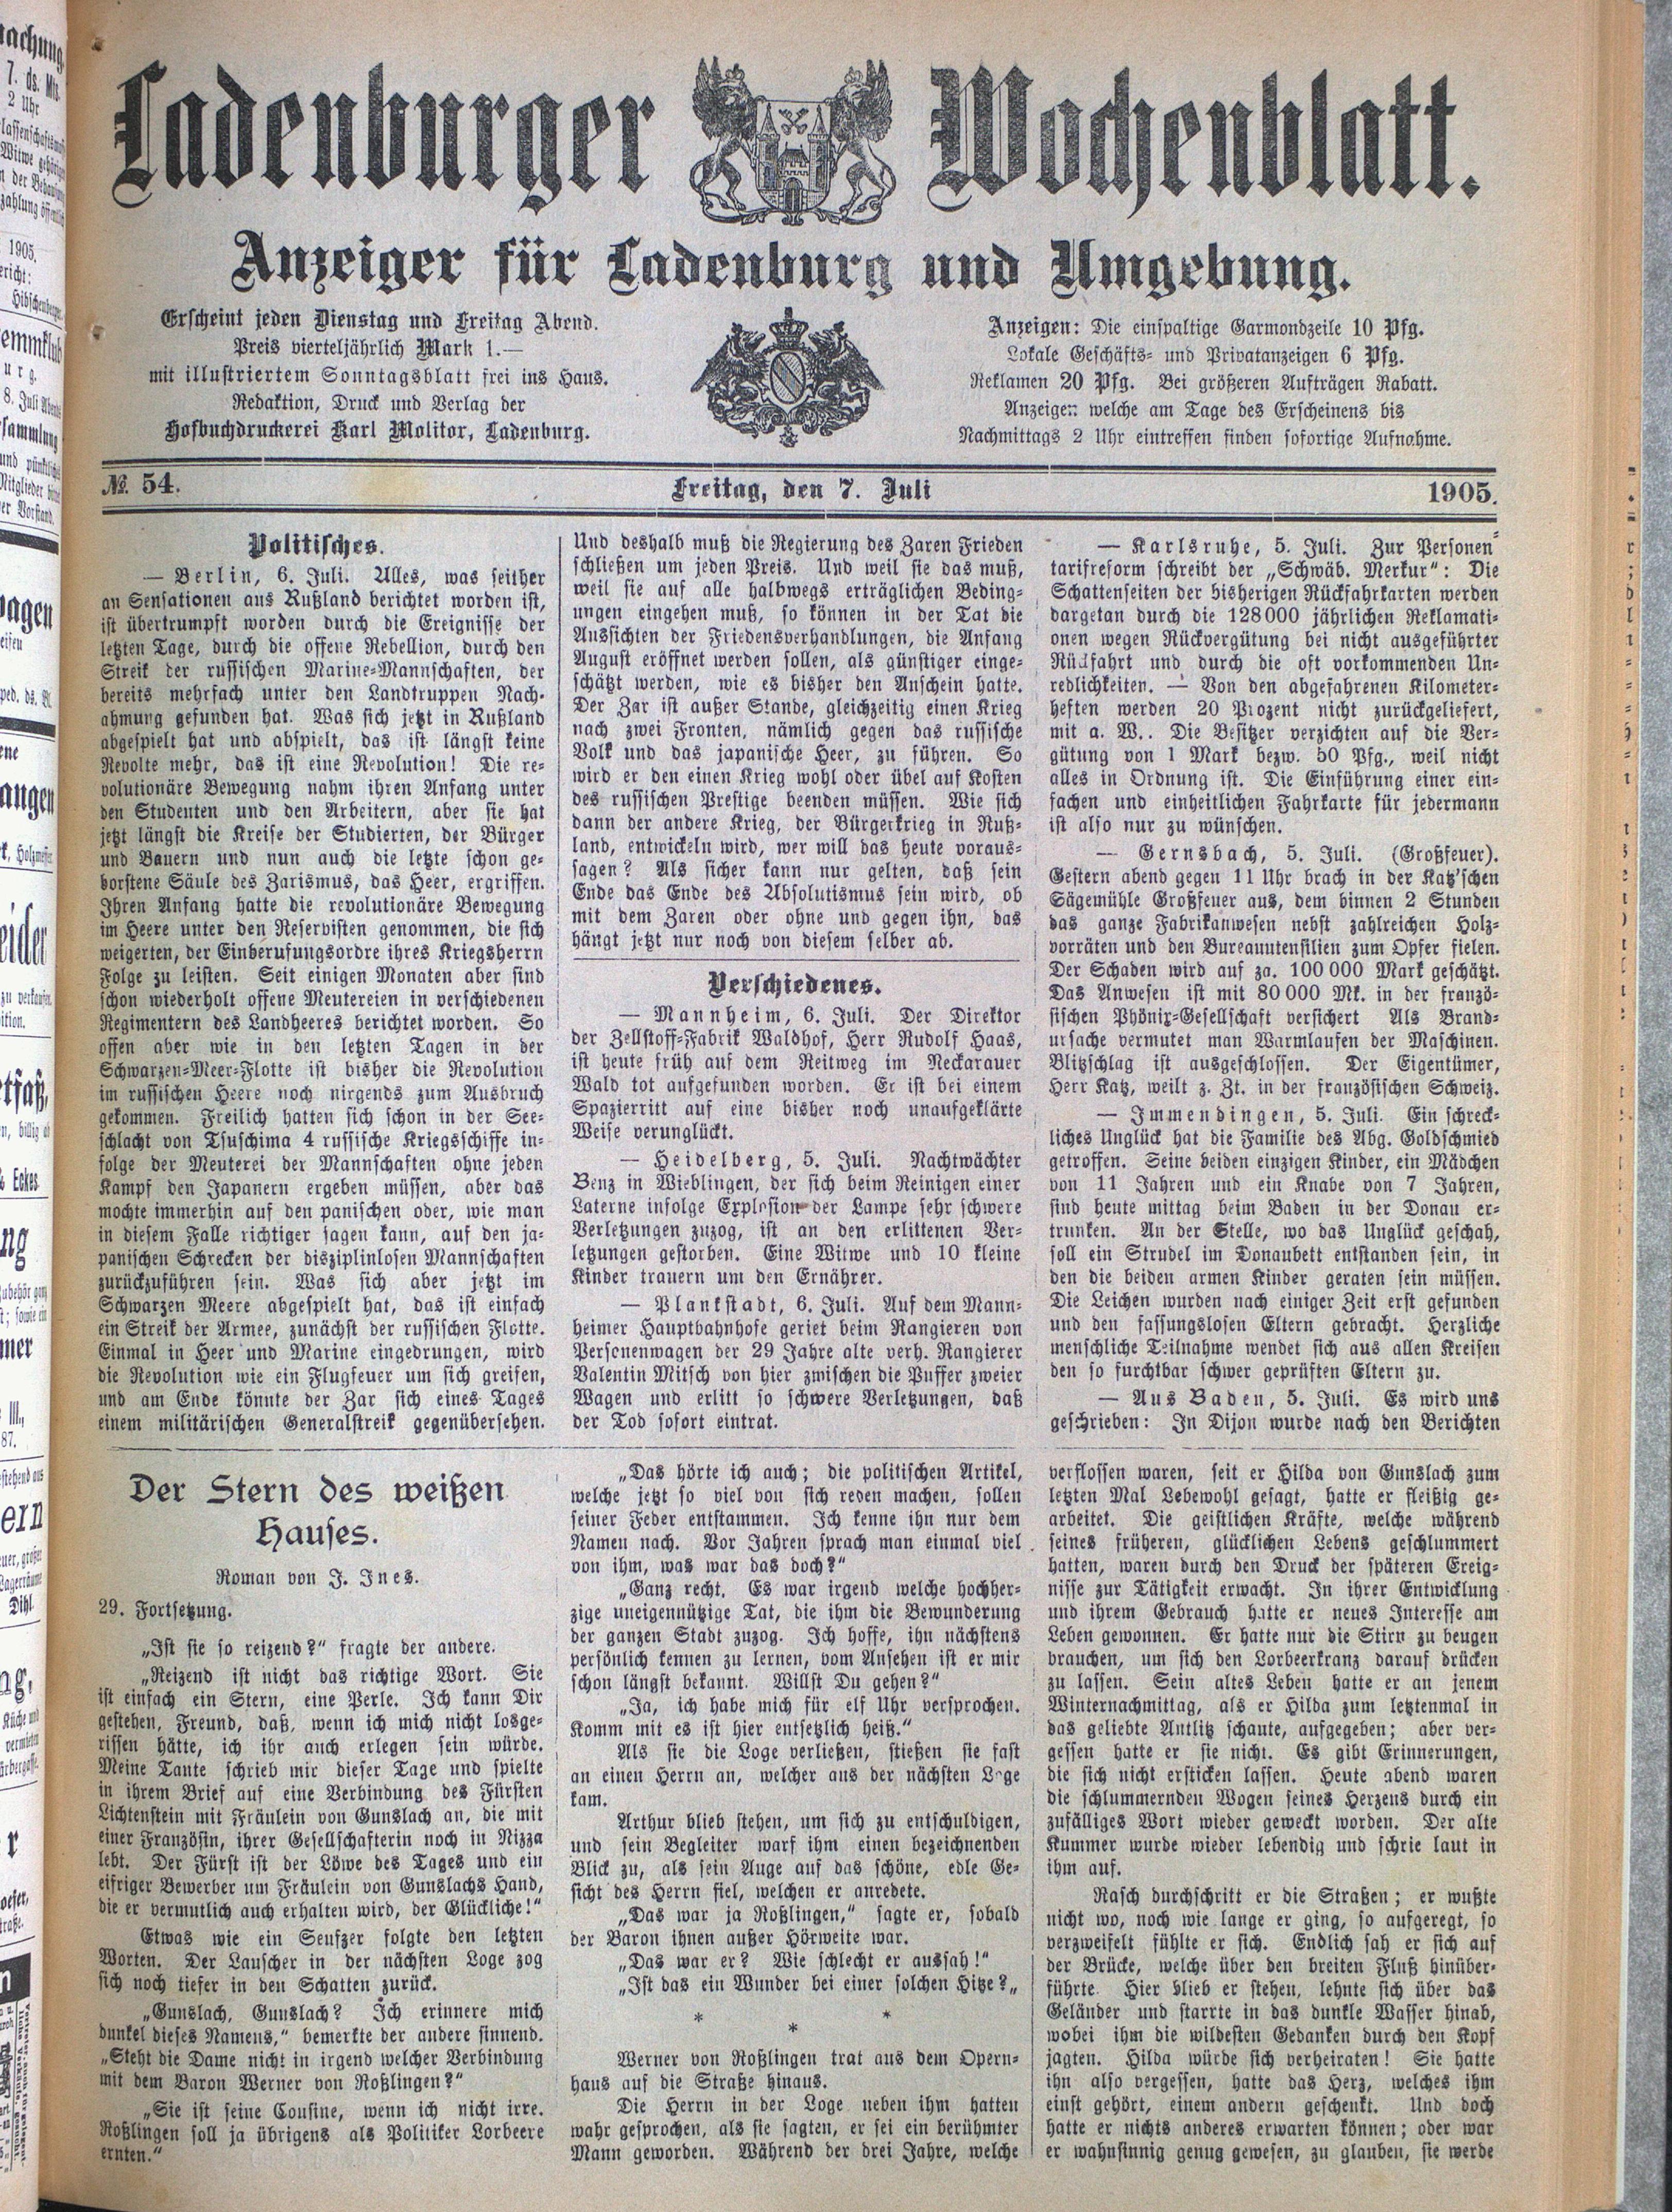 Ladenburger Wochenblatt.
Anzeiger für Ladenburg und Umgebung.
Erscheint jeden Dienstag und Freitag Abend.
Preis vierteljährlich Mark 1.—
mit illustriertem Sonntagsblatt frei ins Haus.
Redaktion, Druck und Verlag der
Hofbuchdruckerei Karl Molitor, Ladenburg.
Anzeigen: Die einspaltige Garmondzeile 10 Pfg.
Lokale Geschäfts- und Privatanzeigen 6 Pfg.
Reklamen 20 Pfg. Bei größeren Aufträgen Rabatt.
Anzeigen welche am Tage des Erscheinens bis
Nachmittags 2 Uhr eintreffen finden sofortige Aufnahme.
№ 54. Freitag, den 7. Juli 1905.
Politisches.
— Berlin, 6. Juli. Alles, was seither
an Sensationen aus Rußland berichtet worden ist,
ist übertrumpft worden durch die Ereignisse der
letzten Tage, durch die offene Rebellion, durch den
Streik der russischen Marine-Mannschaften, der
bereits mehrfach unter den Landtruppen Nach-
ahmung gefunden hat. Was sich jetzt in Rußland
abgespielt hat und abspielt, das ist längst keine
Revolte mehr, das ist eine Revolution! Die re-
volutionäre Bewegung nahm ihren Anfang unter
den Studenten und den Arbeitern, aber sie hat
jetzt längst die Kreise der Studierten, der Bürger
und Bauern und nun auch die letzte schon ge-
borstene Säule des Zarismus, das Heer, ergriffen.
Ihren Anfang hatte die revolutionäre Bewegung
im Heere unter den Reservisten genommen, die sich
weigerten, der Einberufungsordre ihres Kriegsherrn
Folge zu leisten. Seit einigen Monaten aber sind
schon wiederholt offene Meutereien in verschiedenen
Regimentern des Landheeres berichtet worden. So
offen aber wie in den letzten Tagen in der
Schwarzen-Meer-Flotte ist bisher die Revolution
im russischen Heere noch nirgends zum Ausbruch
gekommen. Freilich hatten sich schon in der See-
schlacht von Tsuschima 4 russische Kriegsschiffe in-
folge der Meuterei der Mannschaften ohne jeden
Kampf den Japanern ergeben müssen, aber das
mochte immerhin auf den panischen oder, wie man
in diesem Falle richtiger sagen kann, auf den ja-
panischen Schrecken der disziplinlosen Mannschaften
zurückzuführen sein. Was sich aber jetzt im
Schwarzen Meere abgespielt hat, das ist einfach
ein Streik der Armee, zunächst der russischen Flotte.
Einmal in Heer und Marine eingedrungen, wird
die Revolution wie ein Flugfeuer um sich greifen,
und am Ende könnte der Zar sich eines Tages
einem militärischen Generalstreik gegenübersehen.
Und deshalb muß die Regierung des Zaren Frieden
schließen um jeden Preis. Und weil sie das muß,
weil sie auf alle halbwegs erträglichen Beding-
ungen eingehen muß, so können in der Tat die
Aussichten der Friedensverhandlungen, die Anfang
August eröffnet werden sollen, als günstiger einge-
schätzt werden, wie es bisher den Anschein hatte.
Der Zar ist außer Stande, gleichzeitig einen Krieg
nach zwei Fronten, nämlich gegen das russische
Volk und das japanische Heer, zu führen. So
wird er den einen Krieg wohl oder übel auf Kosten
des russischen Prestige beenden müssen. Wie sich
dann der andere Krieg, der Bürgerkrieg in Ruß-
land, entwickeln wird, wer will das heute voraus-
sagen? Als sicher kann nur gelten, daß sein
Ende das Ende des Absolutismus sein wird, ob
mit dem Zaren oder ohne und gegen ihn, das
hängt jetzt nur noch von diesem selber ab.
Verschiedenes.
— Mannheim, 6. Juli. Der Direktor
der Zellstoff-Fabrik Waldhof, Herr Rudolf Haas,
ist heute früh auf dem Reitweg im Neckarauer
Wald tot aufgefunden worden. Er ist bei einem
Spazierritt auf eine bisher noch unaufgeklärte
Weise verunglückt.
— Heidelberg, 5. Juli. Nachtwächter
Benz in Wieblingen, der sich beim Reinigen einer
Laterne infolge Explosion der Lampe sehr schwere
Verletzungen zuzog, ist an den erlittenen Ver-
letzungen gestorben. Eine Witwe und 10 kleine
Kinder trauern um den Ernährer.
— Plankstadt, 6. Juli. Auf dem Mann-
heimer Hauptbahnhofe geriet beim Rangieren von
Personenwagen der 29 Jahre alte verh. Rangierer
Valentin Mitsch von hier zwischen die Puffer zweier
Wagen und erlitt so schwere Verletzungen, daß
der Tod sofort eintrat.
— Karlsruhe, 5. Juli. Zur Personen-
tarifreform schreibt der „Schwäb. Merkur“: Die
Schattenseiten der bisherigen Rückfahrkarten werden
dargetan durch die 128000 jährlichen Reklamati-
onen wegen Rückvergütung bei nicht ausgeführter
Rückfahrt und durch die oft vorkommenden Un-
redlichkeiten. — Von den abgefahrenen Kilometer-
heften werden 20 Prozent nicht zurückgeliefert,
mit a. W.. Die Besitzer verzichten auf die Ver-
gütung von 1 Mark bezw. 50 Pfg., weil nicht
alles in Ordnung ist. Die Einführung einer ein-
fachen und einheitlichen Fahrkarte für jedermann
ist also nur zu wünschen.
— Gernsbach, 5. Juli. (Großfeuer).
Gestern abend gegen 11 Uhr brach in der Katz'schen
Sägemühle Großfeuer aus, dem binnen 2 Stunden
das ganze Fabrikanwesen nebst zahlreichen Holz-
vorräten und den Bureauutensilien zum Opfer fielen.
Der Schaden wird auf za. 100000 Mark geschätzt.
Das Anwesen ist mit 80000 Mk. in der franzö-
sischen Phönix-Gesellschaft versichert Als Brand-
ursache vermutet man Warmlaufen der Maschinen.
Blitzschlag ist ausgeschlossen. Der Eigentümer,
Herr Katz, weilt z. Zt. in der französischen Schweiz.
— Immendingen, 5. Juli. Ein schreck-
liches Unglück hat die Familie des Abg. Goldschmied
getroffen. Seine beiden einzigen Kinder, ein Mädchen
von 11 Jahren und ein Knabe von 7 Jahren,
sind heute mittag beim Baden in der Donau er-
trunken. An der Stelle, wo das Unglück geschah,
soll ein Strudel im Donaubett entstanden sein, in
den die beiden armen Kinder geraten sein müssen.
Die Leichen wurden nach einiger Zeit erst gefunden
und den fassungslosen Eltern gebracht. Herzliche
menschliche Teilnahme wendet sich aus allen Kreisen
den so furchtbar schwer geprüften Eltern zu.
— Aus Baden, 5. Juli. Es wird uns
geschrieben: In Dijon wurde nach den Berichten
Der Stern des weißen
Hauses.
Roman von J. Ines.
29. Fortsetzung.
„Ist sie so reizend?“ fragte der andere.
„Reizend ist nicht das richtige Wort. Sie
ist einfach ein Stern, eine Perle. Ich kann Dir
gestehen, Freund, daß, wenn ich mich nicht losge-
rissen hätte, ich ihr auch erlegen sein würde.
Meine Tante schrieb mir dieser Tage und spielte
in ihrem Brief auf eine Verbindung des Fürsten
Lichtenstein mit Fräulein von Gunslach an, die mit
einer Französin, ihrer Gesellschafterin noch in Nizza
lebt. Der Fürst ist der Löwe des Tages und ein
eifriger Bewerber um Fräulein von Gunslachs Hand,
die er vermutlich auch erhalten wird, der Glückliche!“
Etwas wie ein Seufzer folgte den letzten
Worten. Der Lauscher in der nächsten Loge zog
sich noch tiefer in den Schatten zurück.
„Gunslach, Gunslach? Ich erinnere mich
dunkel dieses Namens,“ bemerkte der andere sinnend.
„Steht die Dame nicht in irgend welcher Verbindung
mit dem Baron Werner von Roßlingen?“
„Sie ist seine Cousine, wenn ich nicht irre.
Roßlingen soll ja übrigens als Politiker Lorbeere
ernten.“
„Das hörte ich auch; die politischen Artikel,
welche jetzt so viel von sich reden machen, sollen
seiner Feder entstammen. Ich kenne ihn nur dem
Namen nach. Vor Jahren sprach man einmal viel
von ihm, was war das doch?“
„Ganz recht. Es war irgend welche hochher-
zige uneigennützige Tat, die ihm die Bewunderung
der ganzen Stadt zuzog. Ich hoffe, ihn nächstens
persönlich kennen zu lernen, vom Ansehen ist er mir
schon längst bekannt. Willst Du gehen?“
„Ja, ich habe mich für elf Uhr versprochen.
Komm mit es ist hier entsetzlich heiß.“
Als sie die Loge verließen, stießen sie fast
an einen Herrn an, welcher aus der nächsten Loge
kam.
Arthur blieb stehen, um sich zu entschuldigen,
und sein Begleiter warf ihm einen bezeichnenden
Blick zu, als sein Auge auf das schöne, edle Ge-
sicht des Herrn fiel, welchen er anredete.
„Das war ja Roßlingen,“ sagte er, sobald
der Baron ihnen außer Hörweite war.
„Das war er? Wie schlecht er aussah!“
„Ist das ein Wunder bei einer solchen Hitze?„
* * *
Werner von Roßlingen trat aus dem Opern-
haus auf die Straße hinaus.
Die Herrn in der Loge neben ihm hatten
wahr gesprochen, als sie sagten, er sei ein berühmter
Mann geworden. Während der drei Jahre, welche
verflossen waren, seit er Hilda von Gunslach zum
letzten Mal Lebewohl gesagt, hatte er fleißig ge-
arbeitet. Die geistlichen Kräfte, welche während
seines früheren, glücklichen Lebens geschlummert
hatten, waren durch den Druck der späteren Ereig-
nisse zur Tätigkeit erwacht. In ihrer Entwicklung
und ihrem Gebrauch hatte er neues Interesse am
Leben gewonnen. Er hatte nur die Stirn zu beugen
brauchen, um sich den Lorbeerkranz darauf drücken
zu lassen. Sein altes Leben hatte er an jenem
Winternachmittag, als er Hilda zum letztenmal in
das geliebte Antlitz schaute, aufgegeben; aber ver-
gessen hatte er sie nicht. Es gibt Erinnerungen,
die sich nicht ersticken lassen. Heute abend waren
die schlummernden Wogen seines Herzens durch ein
zufälliges Wort wieder geweckt worden. Der alte
Kummer wurde wieder lebendig und schrie laut in
ihm auf.
Rasch durchschritt er die Straßen; er wußte
nicht wo, noch wie lange er ging, so aufgeregt, so
verzweifelt fühlte er sich. Endlich sah er sich auf
der Brücke, welche über den breiten Fluß hinüber-
führte. Hier blieb er stehen, lehnte sich über das
Geländer und starrte in das dunkle Wasser hinab,
wobei ihm die wildesten Gedanken durch den Kopf
jagten. Hilda würde sich verheiraten! Sie hatte
ihn also vergessen, hatte das Herz, welches ihm
einst gehört, einem andern geschenkt. Und doch
hatte er nichts anderes erwarten können; oder war
er wahnsinnig genug gewesen, zu glauben, sie werde